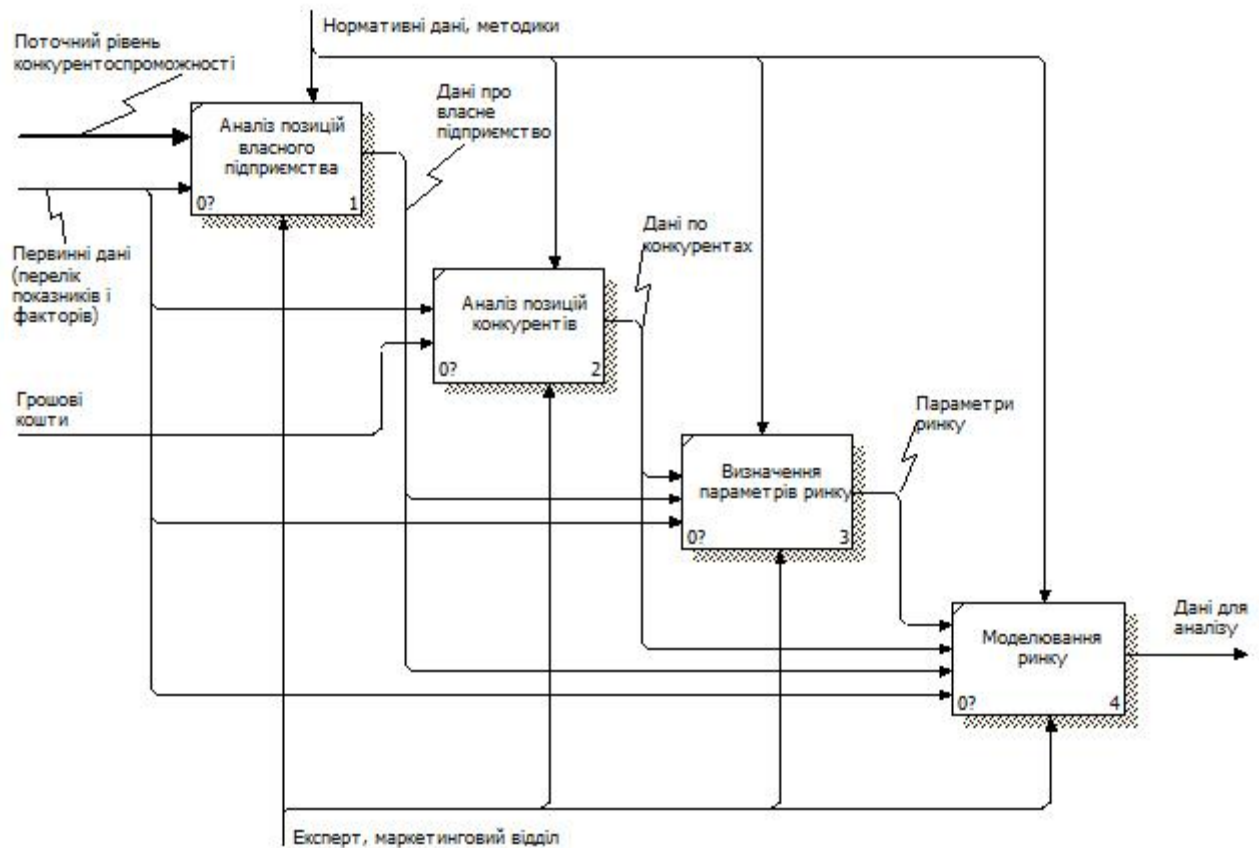 Нормативні дані, методики
Поточний рівень
конкурентоспроможності
Аналіз позицій
власного
підприємства
0?
1
Дані про
власне
підприємство
Первинні дані
(перелік
показників і
факторів)
Дані по
конкурентах
Аналіз позицій
конкурентів
0?
2
Грошові
кошти
Параметри
ринку
Визначення
параметрів ринку
0?
3
Моделювання
ринку
0?
4
Дані для
аналізу
Експерт, маркетинговий відділ